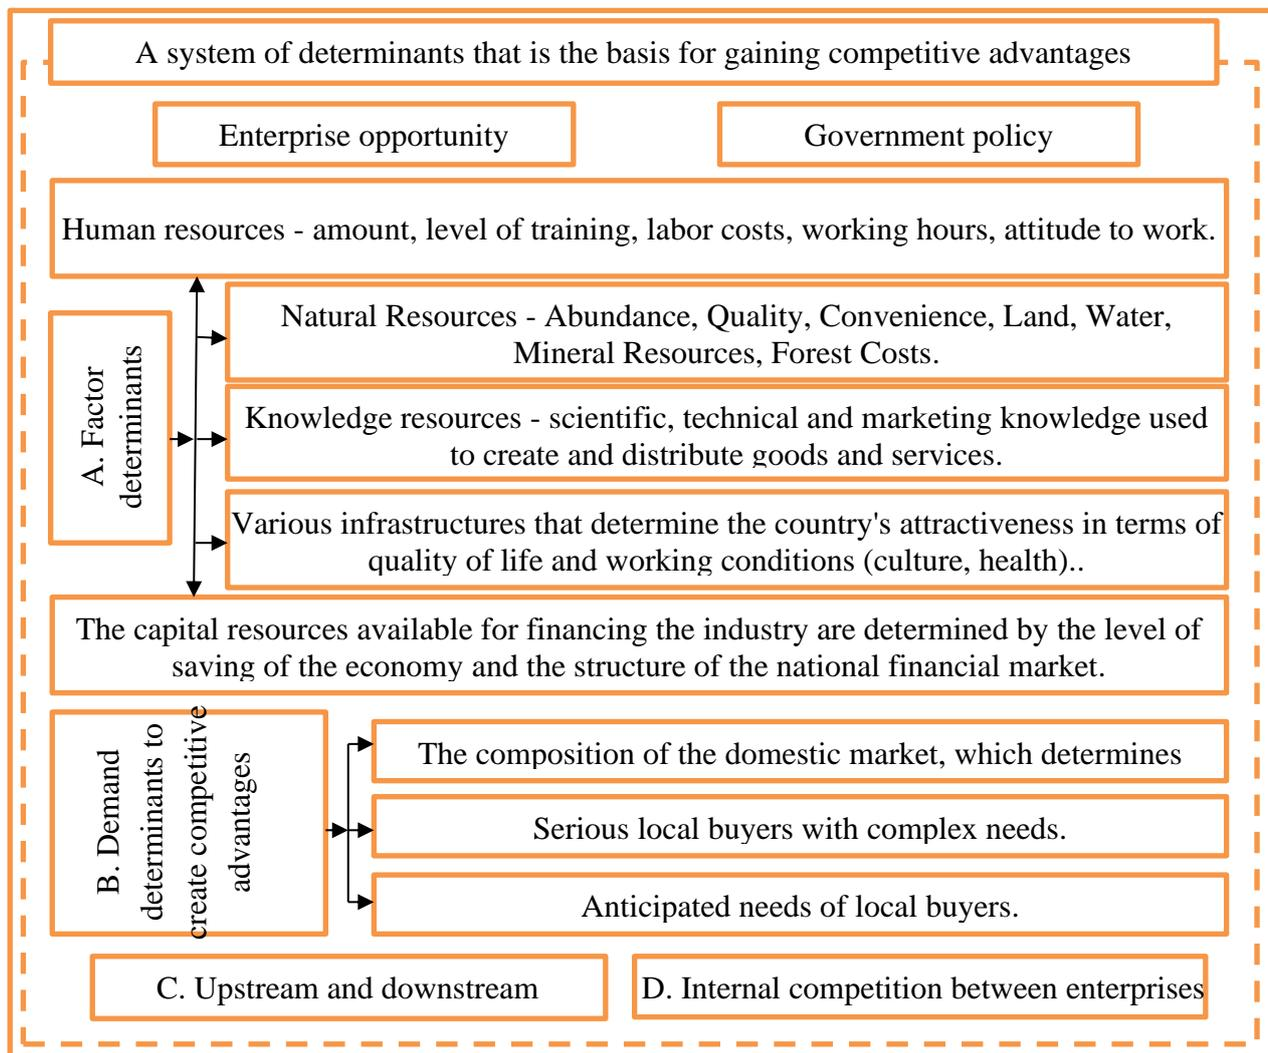 A system of determinants that is the basis for gaining competitive advantages
Enterprise opportunity
Government policy
Human resources - amount, level of training, labor costs, working hours, attitude to work.
A. Factor
determinants
Natural Resources - Abundance, Quality, Convenience, Land, Water,
Mineral Resources, Forest Costs.
Knowledge resources - scientific, technical and marketing knowledge used
to create and distribute goods and services.
Various infrastructures that determine the country's attractiveness in terms of
quality of life and working conditions (culture, health)..
The capital resources available for financing the industry are determined by the level of
saving of the economy and the structure of the national financial market.
B. Demand
determinants to
create competitive
advantages
The composition of the domestic market, which determines
Serious local buyers with complex needs.
Anticipated needs of local buyers.
C. Upstream and downstream
D. Internal competition between enterprises